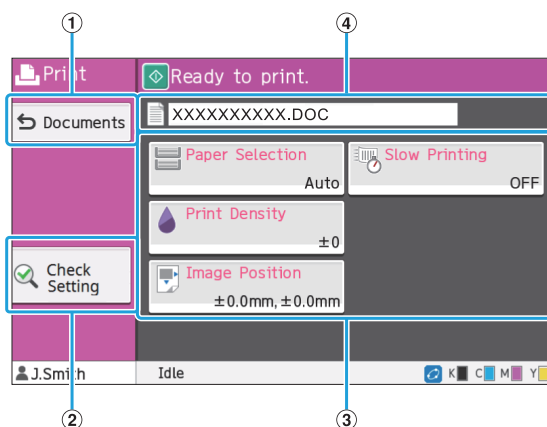 ① ④
Print
Ready to print.
Documents
XXXXXXXXXX.DOC
Paper Selection
Auto
Slow Printing
OFF
Print Density
±0
Check
Setting
Image Position
±0.0mm, ±0.0mm
J.Smith
Idle
K C M Y
② ③